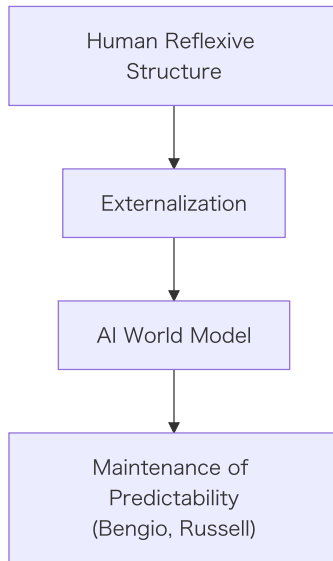 Human Reflexive
Structure
Externalization
AI World Model
Maintenance of
Predictability
(Bengio, Russell)